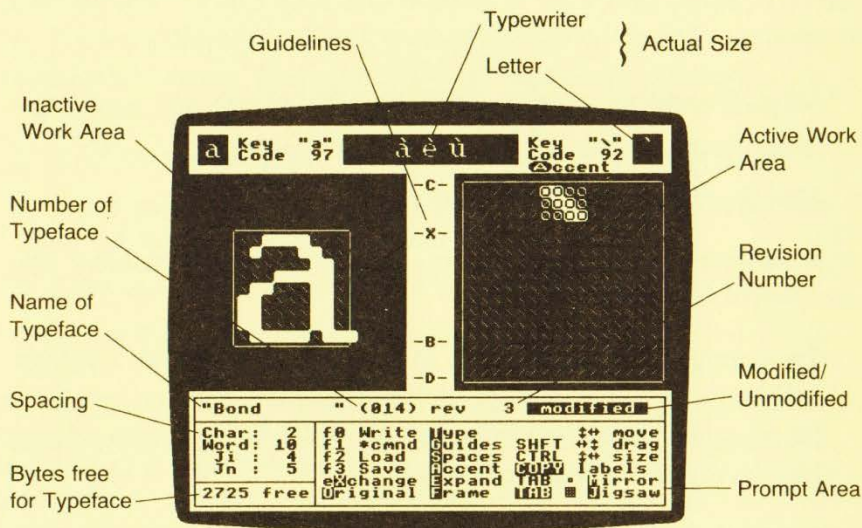 Typewriter
Guidelines
Actual Size
Letter
Inactive
Work Area
Active Work
Area
Number of
Typeface
Revision
Number
Name of
Typeface
Modified/
Unmodified
Spacing
Bytes free
for Typeface
Prompt Area
a Key "a" à è ù Key "\" `
Code 97 Code 92
Accent
-C-
-X-
a
-B-
-D-
"Bond " (014) rev 3 modified
Char: 2 f0 Write Type ↕↔ move
Word: 10 f1 *cmnd Guides SHFT ↔↕ drag
Ji : 4 f2 Load Spaces CTRL ↕↔ size
Jn : 5 f3 Save Accent COPY labels
eXchange Expand TAB Mirror
2725 free Original Frame TAB Jigsaw